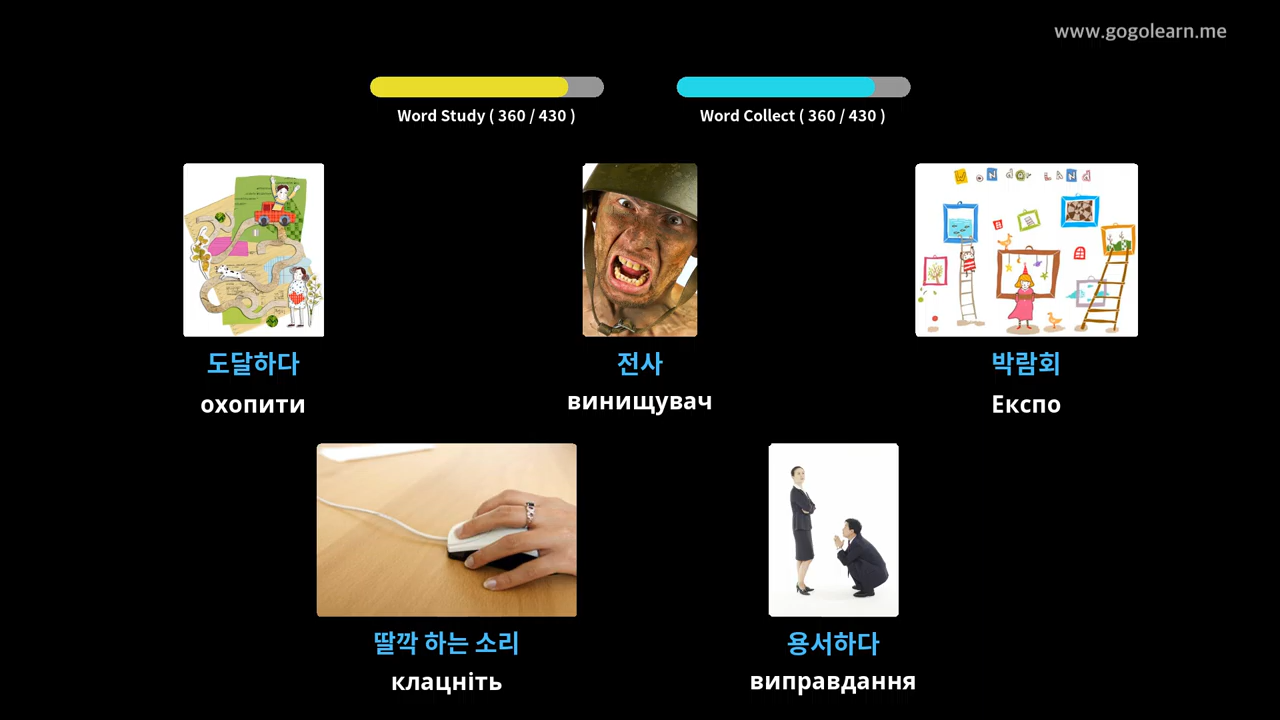 www.gogolearn.me
Word Study ( 360 / 430 )
Word Collect ( 360 / 430 )
도달하다
охопити
전사
винищувач
박람회
Експо
딸깍 하는 소리
клацніть
용서하다
виправдання